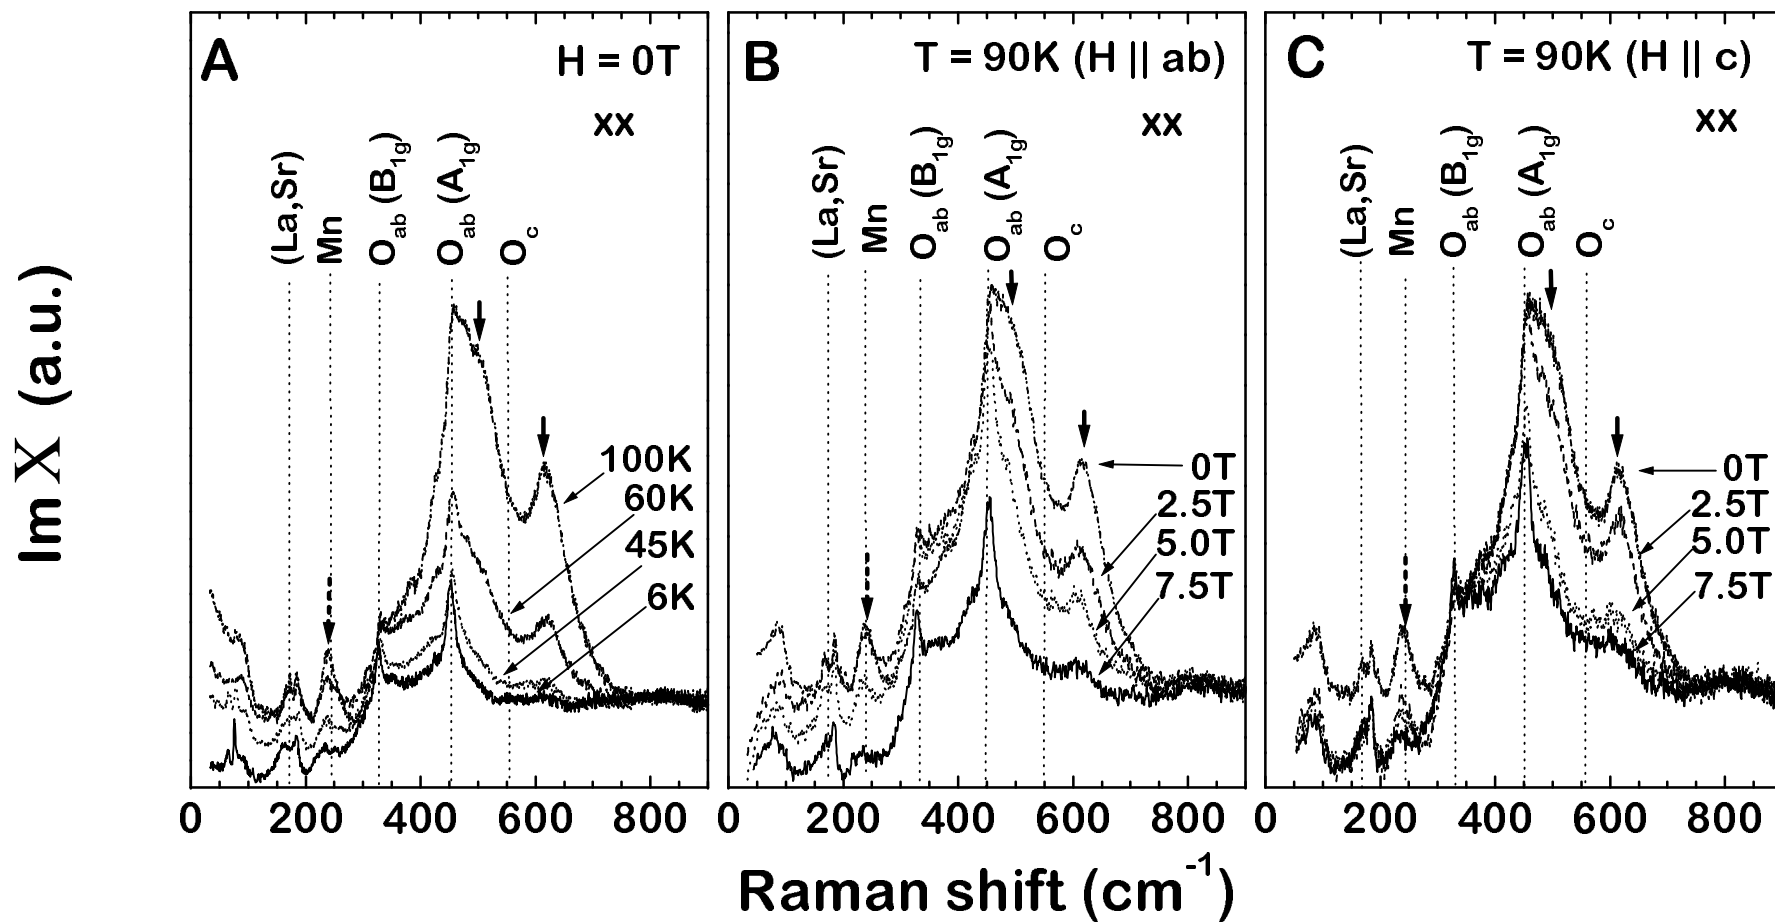 Im X (a.u.)
A
H = 0T
xx
(La,Sr)
Mn
Oab (B1g)
Oab (A1g)
Oc
100K
60K
45K
6K
0 200 400 600 800
B
T = 90K (H || ab)
xx
(La,Sr)
Mn
Oab (B1g)
Oab (A1g)
Oc
0T
2.5T
5.0T
7.5T
0 200 400 600 800
C
T = 90K (H || c)
xx
(La,Sr)
Mn
Oab (B1g)
Oab (A1g)
Oc
0T
2.5T
5.0T
7.5T
0 200 400 600 800
Raman shift (cm-1)